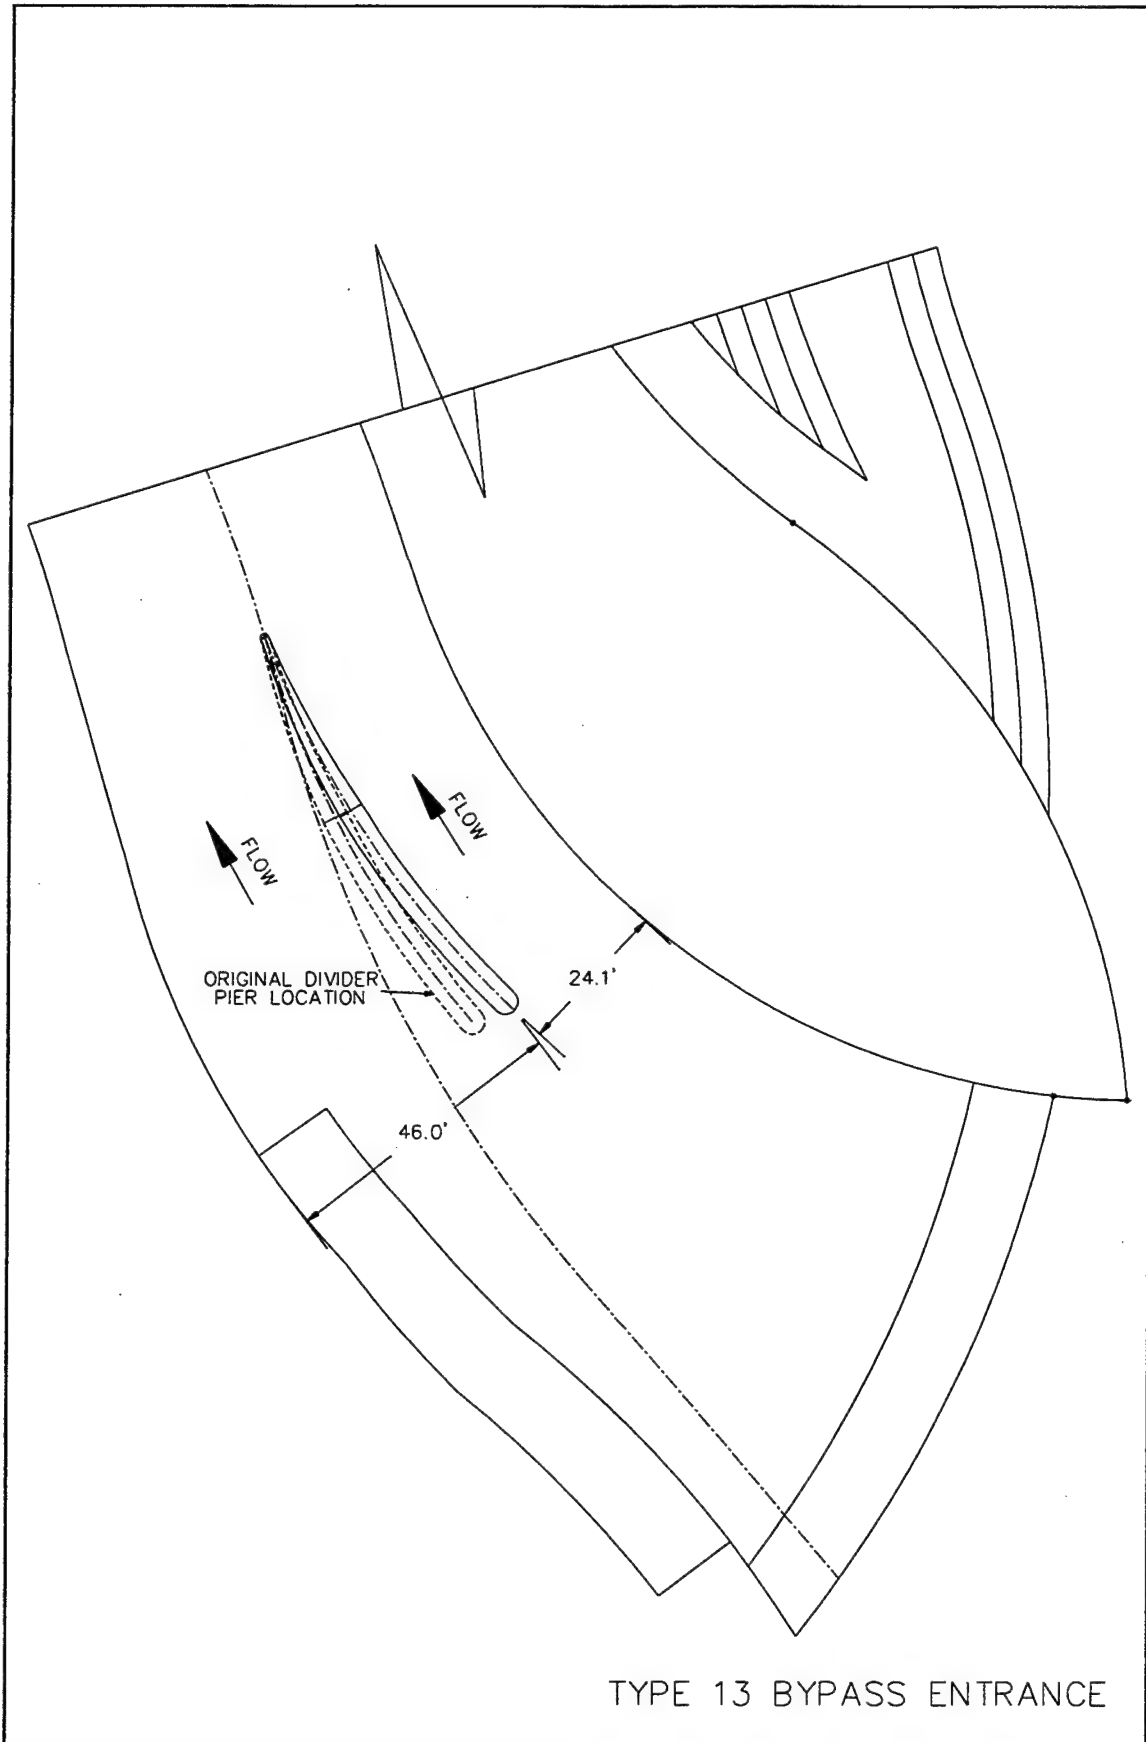 FLOW
FLOW
ORIGINAL DIVIDER
PIER LOCATION
24.1'
46.0'
TYPE 13 BYPASS ENTRANCE